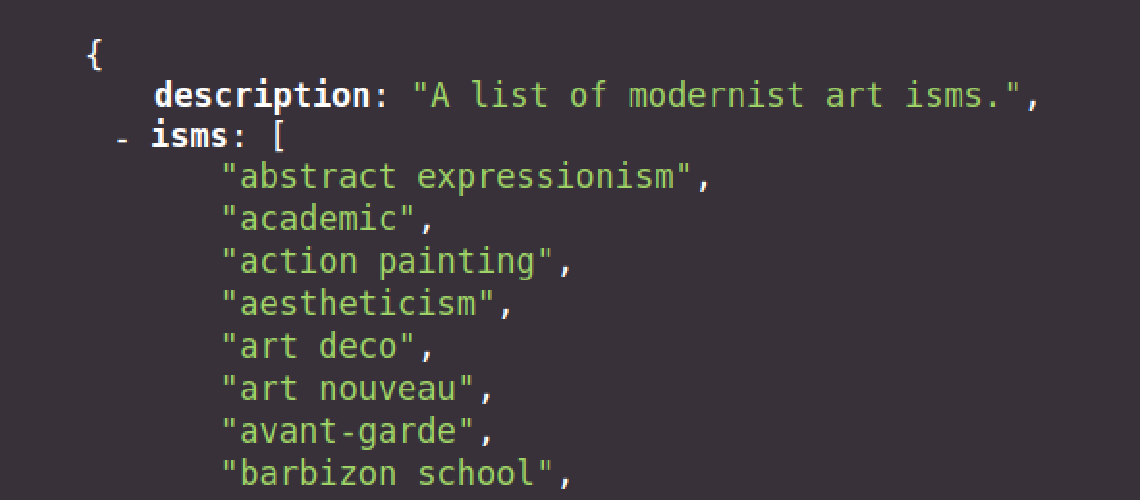 {
description: "A list of modernist art isms.",
- isms: [
"abstract expressionism",
"academic",
"action painting",
"aestheticism",
"art deco",
"art nouveau",
"avant-garde",
"barbizon school",